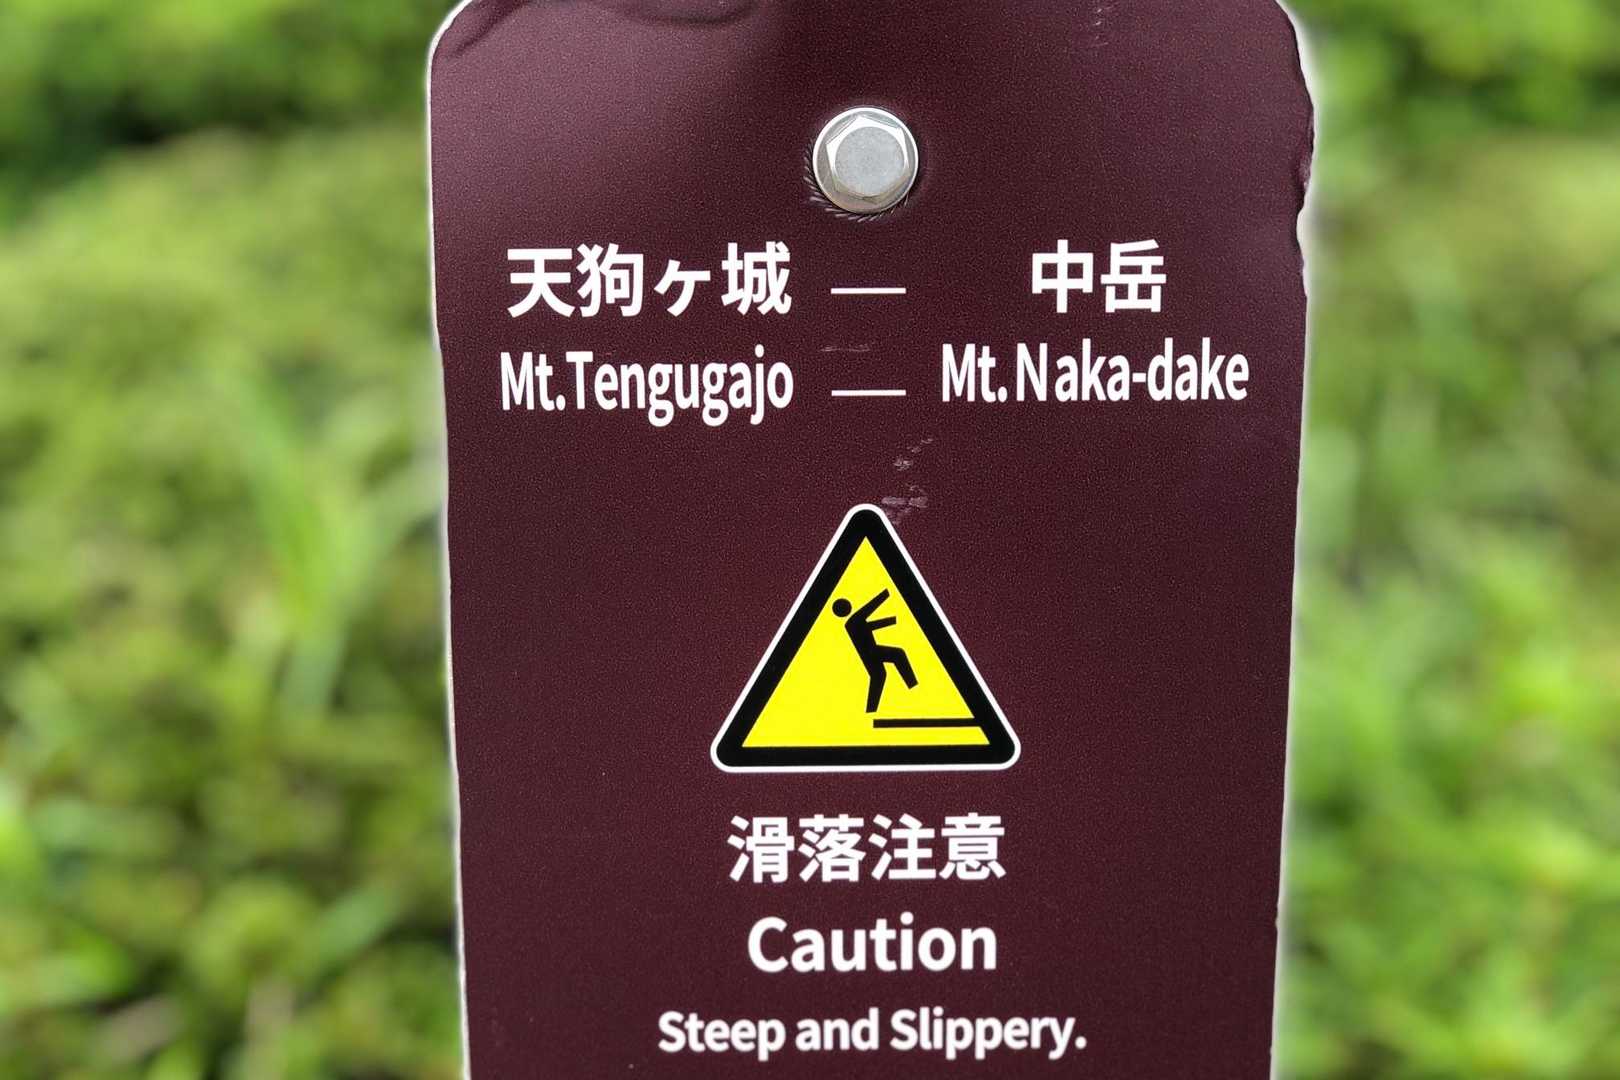 天狗ヶ城 — 中岳
Mt.Tengugajo — Mt.Naka-dake
滑落注意
Caution
Steep and Slippery.